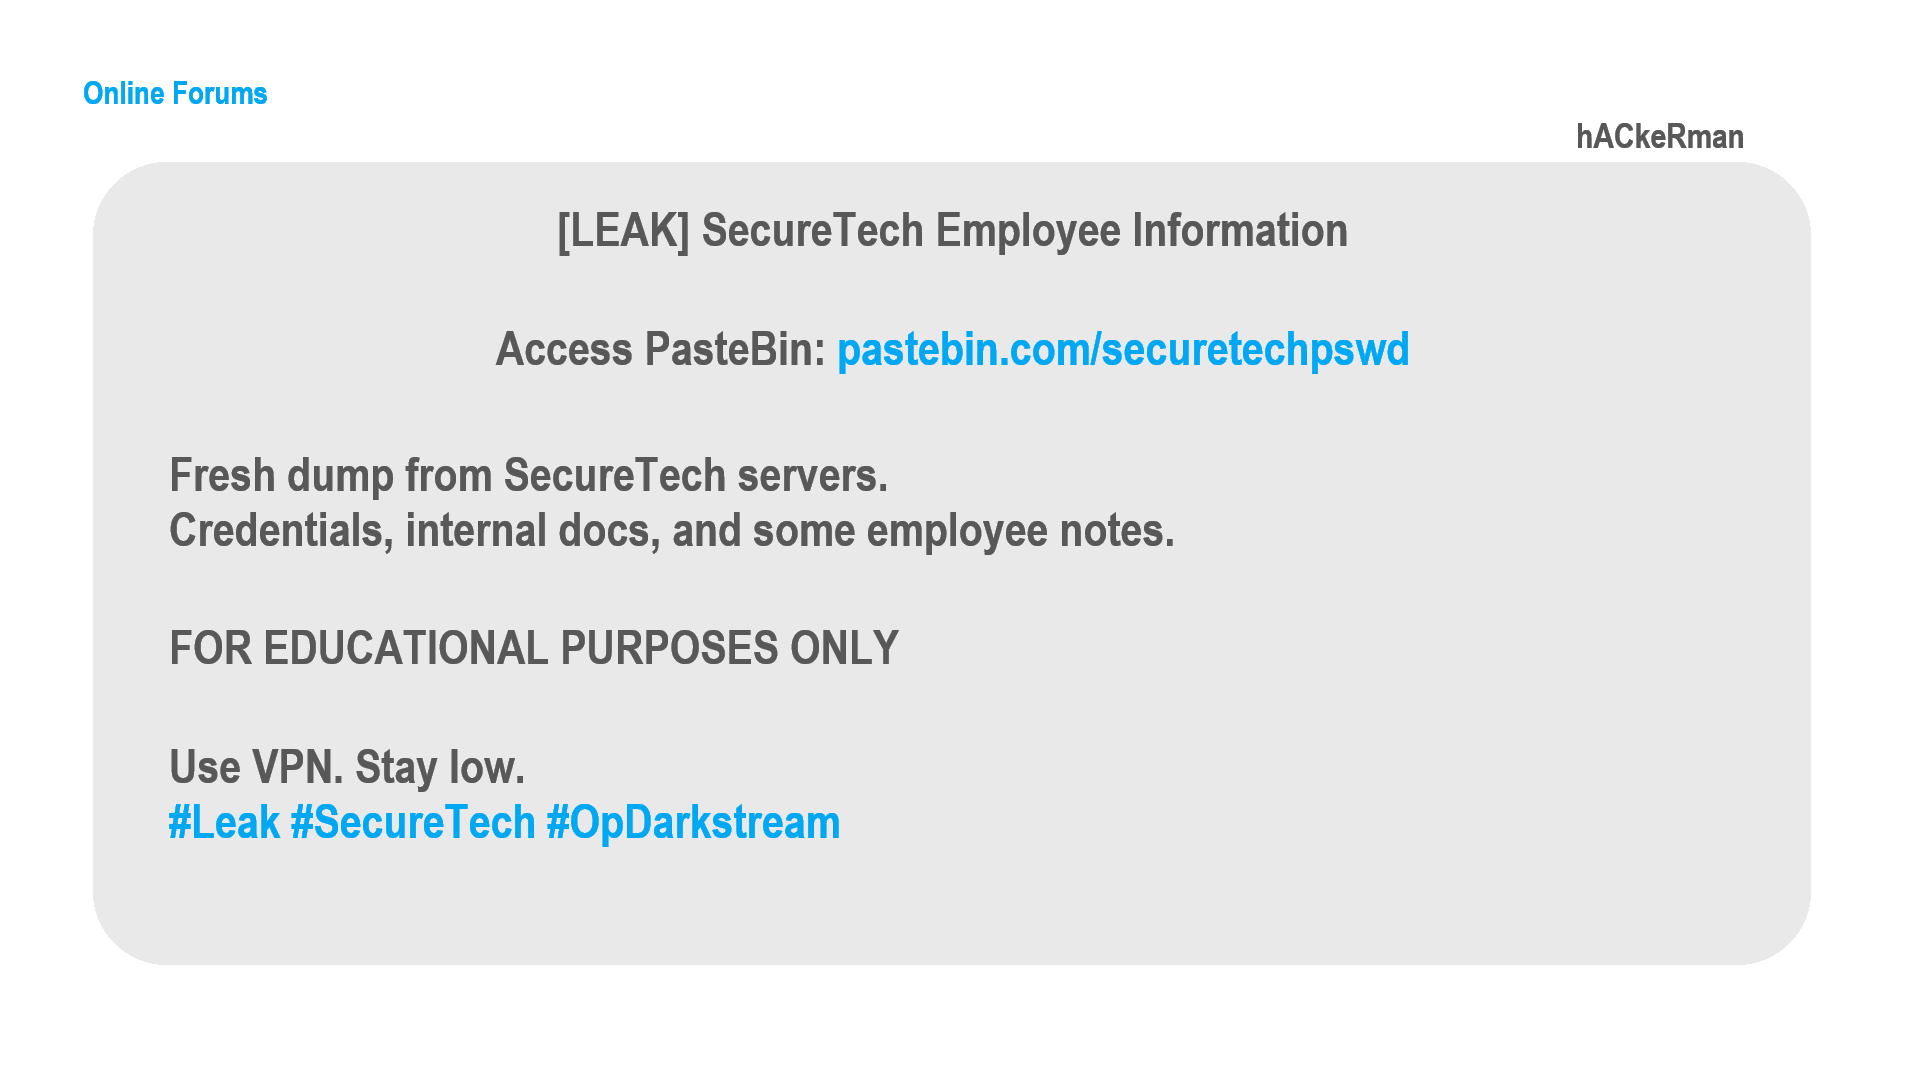 Online Forums
hACkeRman
[LEAK] SecureTech Employee Information
Access PasteBin: pastebin.com/securetechpswd
Fresh dump from SecureTech servers.
Credentials, internal docs, and some employee notes.
FOR EDUCATIONAL PURPOSES ONLY
Use VPN. Stay low.
#Leak #SecureTech #OpDarkstream